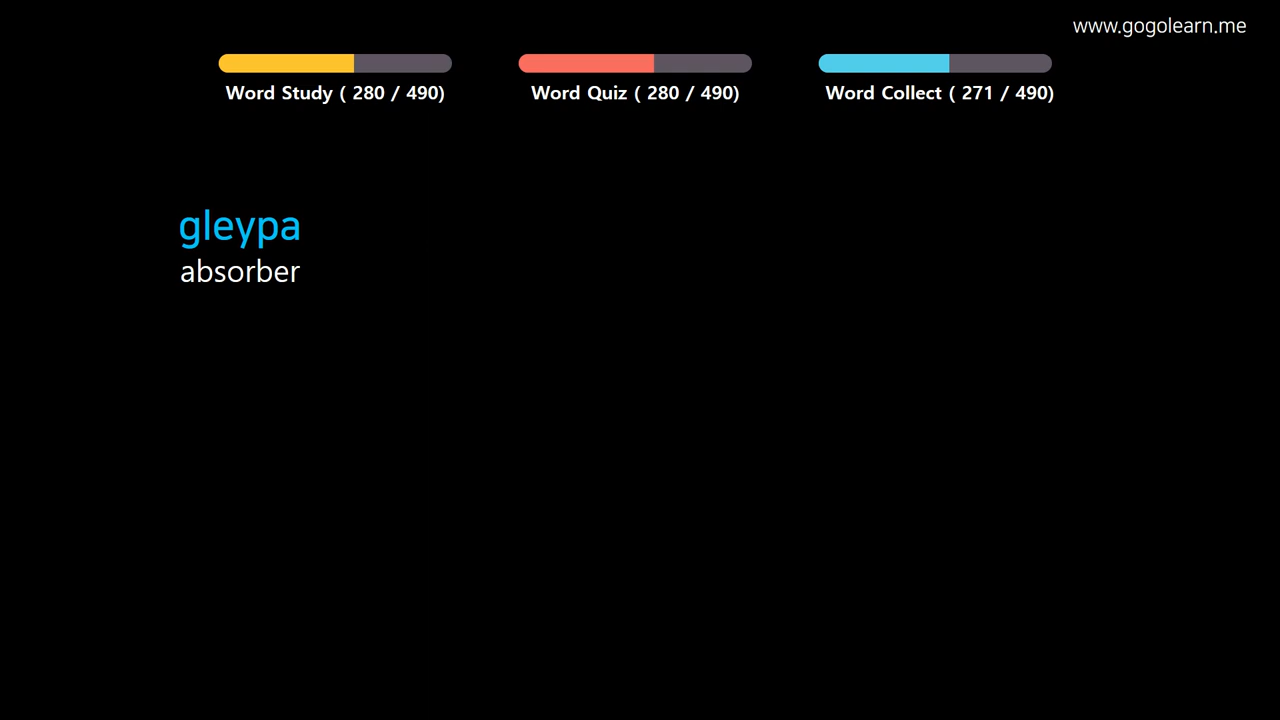 www.gogolearn.me
Word Study ( 280 / 490)
Word Quiz ( 280 / 490)
Word Collect ( 271 / 490)
gleypa
absorber